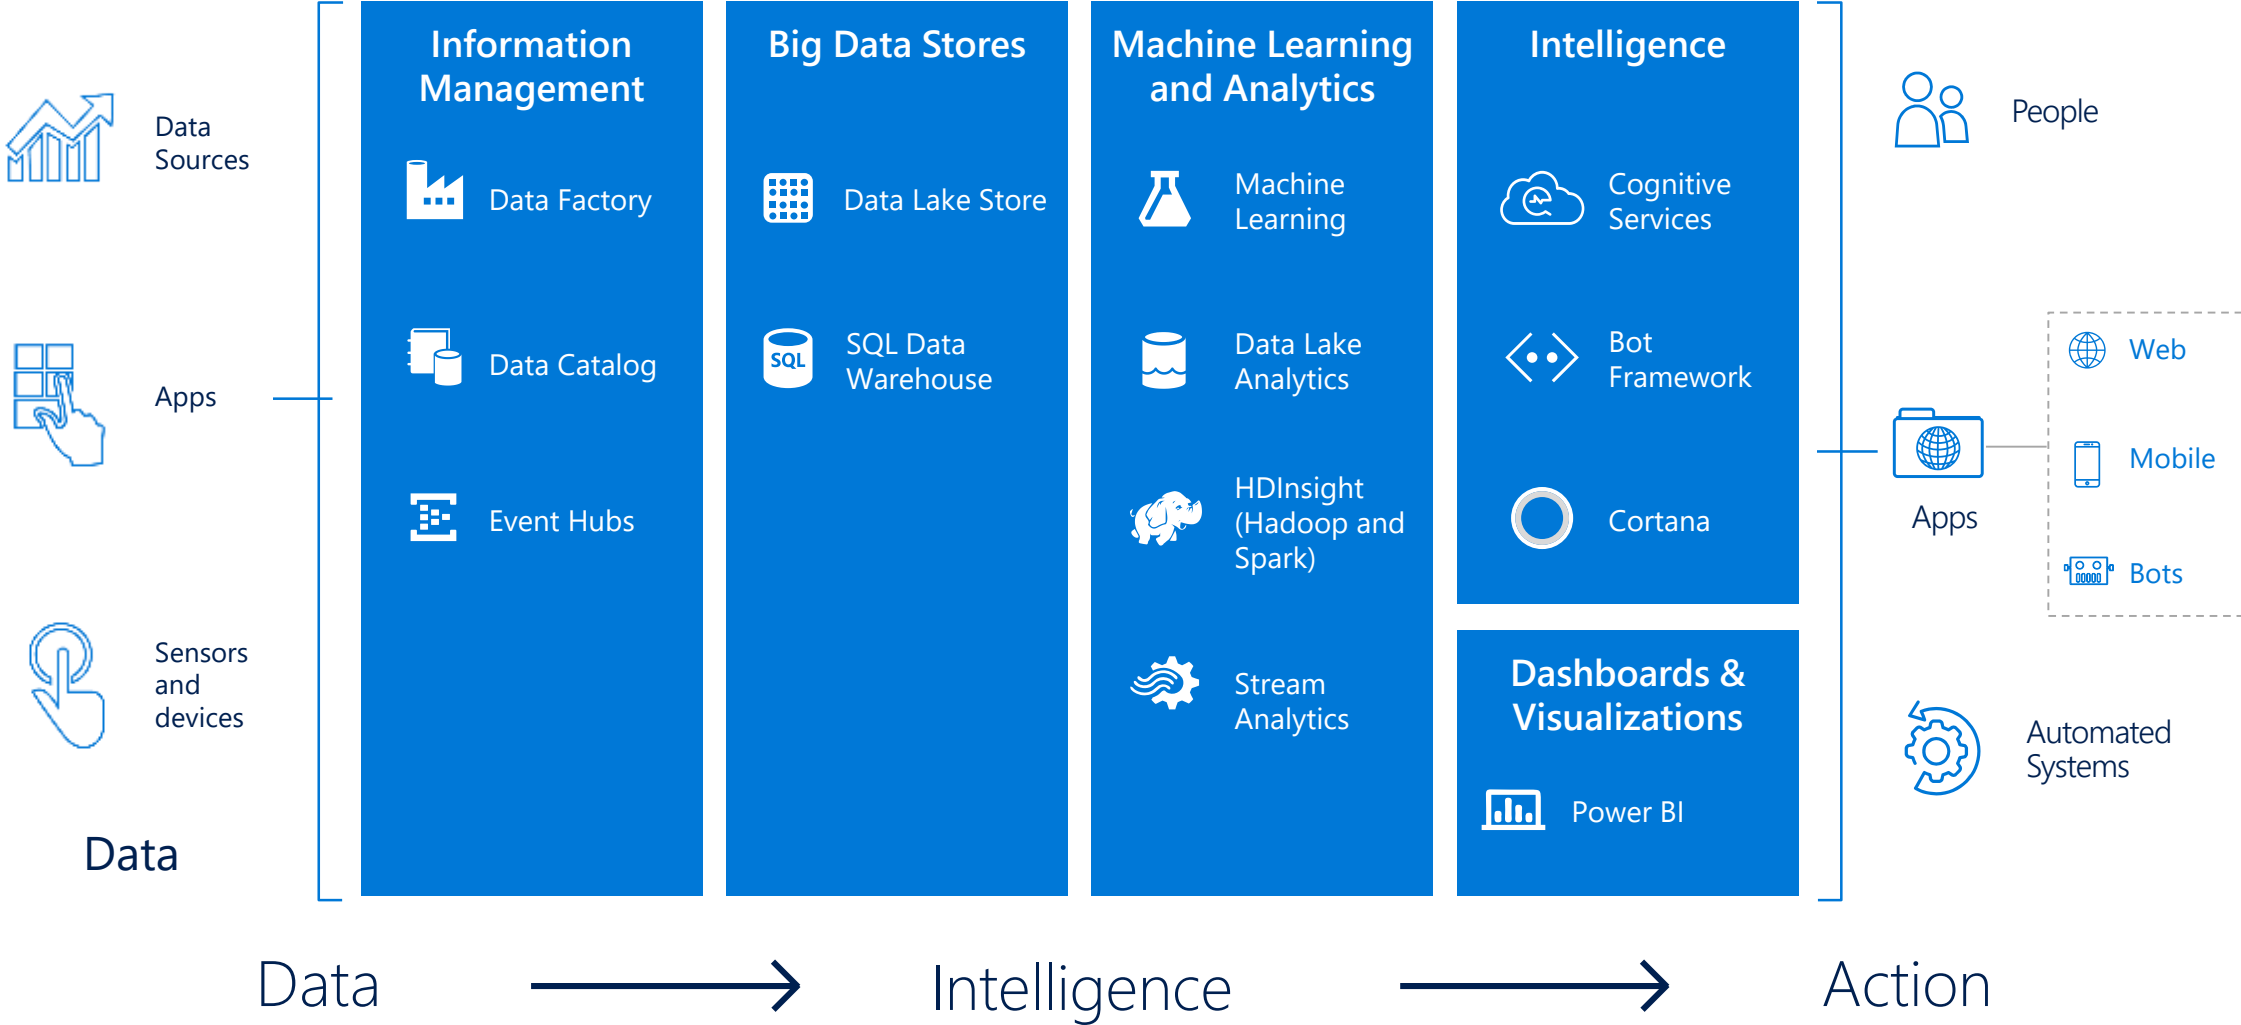 Data
Sources
Apps
Sensors
and
devices
Data
Information
Management
Data Factory
Data Catalog
Event Hubs
Big Data Stores
Data Lake Store
SQL
SQL Data
Warehouse
Machine Learning
and Analytics
Machine
Learning
Data Lake
Analytics
HDInsight
(Hadoop and
Spark)
Stream
Analytics
Intelligence
Cognitive
Services
Bot
Framework
Cortana
Dashboards &
Visualizations
Power BI
People
Apps
Web
Mobile
Bots
Automated
Systems
Data
Intelligence
Action